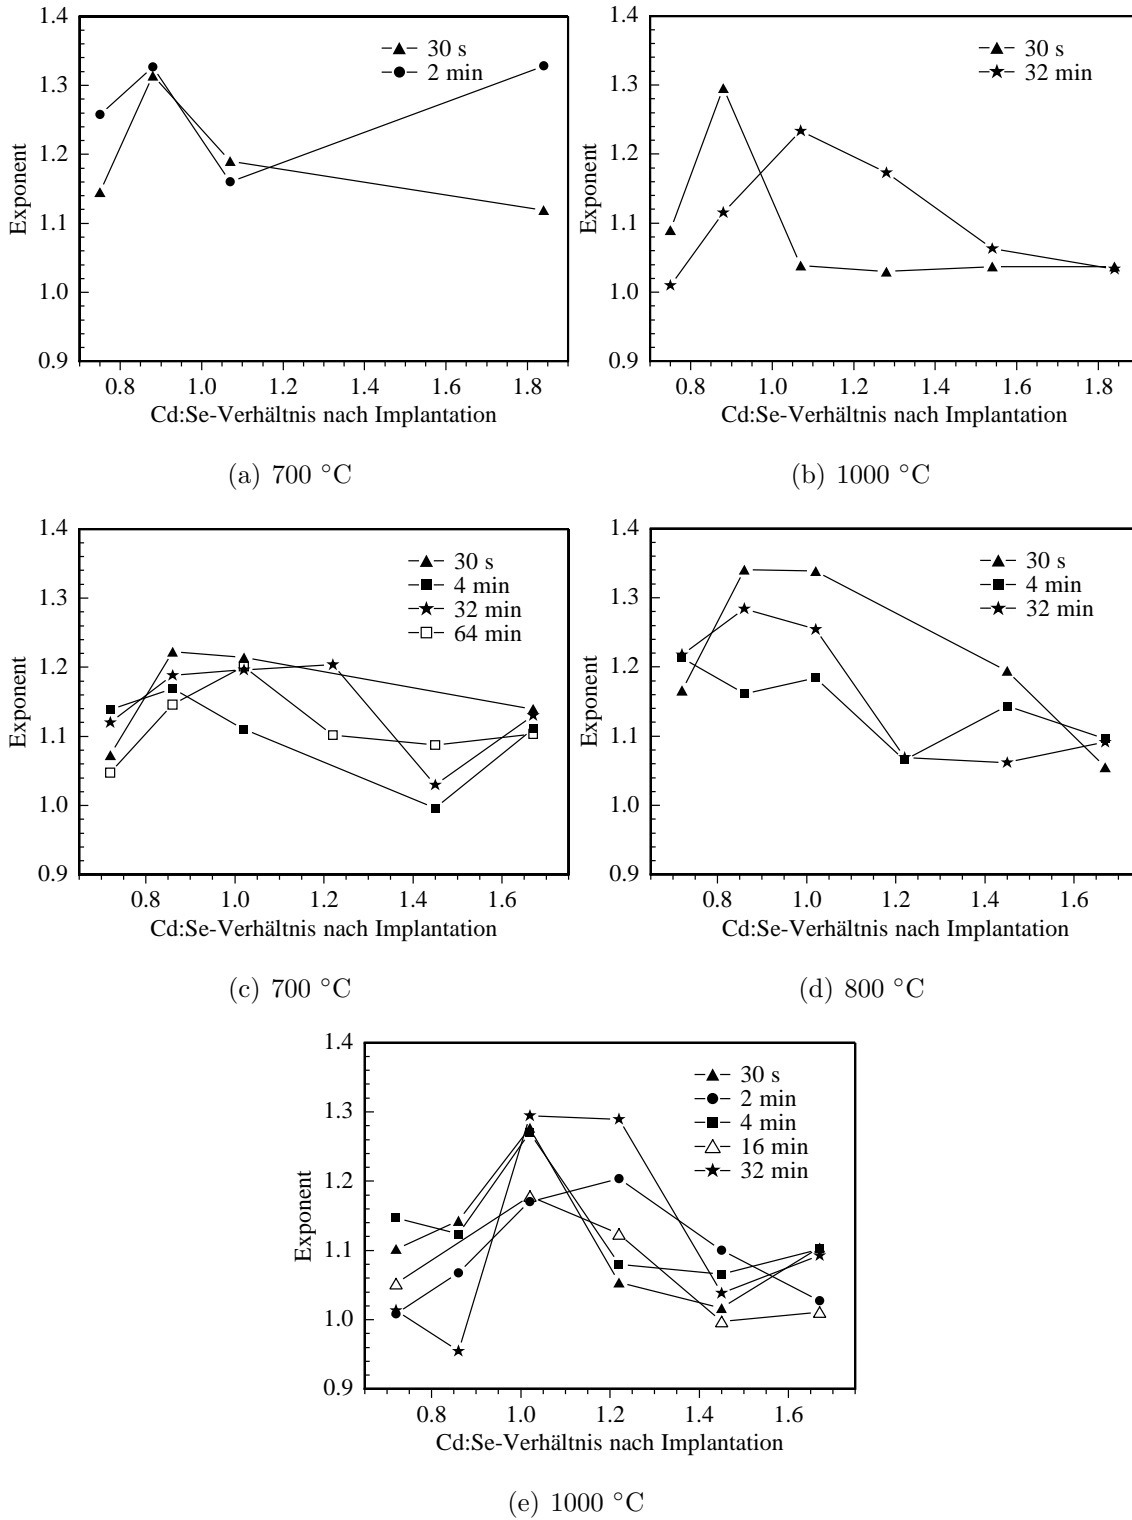 1.4
1.3
1.2
1.1
1.0
0.9
Exponent
30 s
2 min
0.8 1.0 1.2 1.4 1.6 1.8
Cd:Se-Verhältnis nach Implantation
(a) 700 °C
1.4
1.3
1.2
1.1
1.0
0.9
Exponent
30 s
32 min
0.8 1.0 1.2 1.4 1.6 1.8
Cd:Se-Verhältnis nach Implantation
(b) 1000 °C
1.4
1.3
1.2
1.1
1.0
0.9
Exponent
30 s
4 min
32 min
64 min
0.8 1.0 1.2 1.4 1.6
Cd:Se-Verhältnis nach Implantation
(c) 700 °C
1.4
1.3
1.2
1.1
1.0
0.9
Exponent
30 s
4 min
32 min
0.8 1.0 1.2 1.4 1.6
Cd:Se-Verhältnis nach Implantation
(d) 800 °C
1.4
1.3
1.2
1.1
1.0
0.9
Exponent
30 s
2 min
4 min
16 min
32 min
0.8 1.0 1.2 1.4 1.6
Cd:Se-Verhältnis nach Implantation
(e) 1000 °C